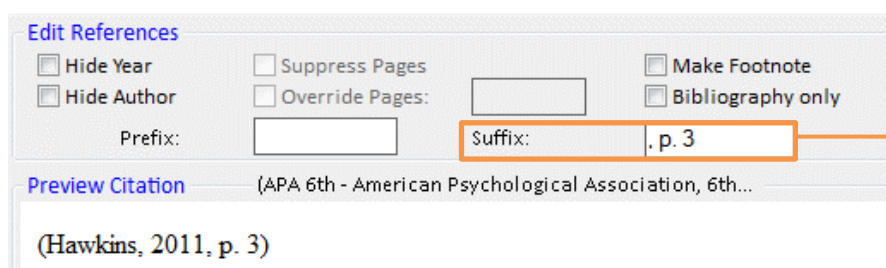 Edit References
Hide Year Suppress Pages Make Footnote
Hide Author Override Pages: Bibliography only
Prefix: Suffix: , p. 3
Preview Citation (APA 6th - American Psychological Association, 6th...
(Hawkins, 2011, p. 3)